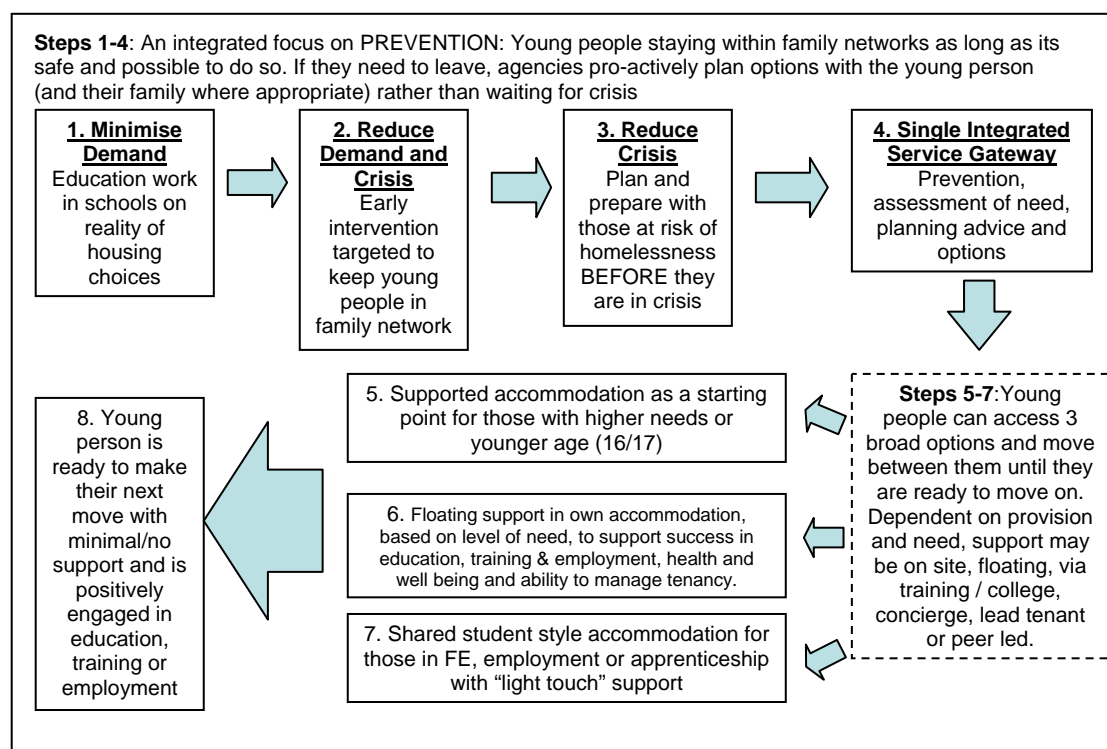 Steps 1-4: An integrated focus on PREVENTION: Young people staying within family networks as long as its
safe and possible to do so. If they need to leave, agencies pro-actively plan options with the young person
(and their family where appropriate) rather than waiting for crisis
1. Minimise
Demand
Education work
in schools on
reality of
housing
choices
2. Reduce
Demand and
Crisis
Early
intervention
targeted to
keep young
people in
family network
3. Reduce
Crisis
Plan and
prepare with
those at risk of
homelessness
BEFORE they
are in crisis
4. Single Integrated
Service Gateway
Prevention,
assessment of need,
planning advice and
options
Steps 5-7:Young
people can access 3
broad options and move
between them until they
are ready to move on.
Dependent on provision
and need, support may
be on site, floating, via
training / college,
concierge, lead tenant
or peer led.
5. Supported accommodation as a starting
point for those with higher needs or
younger age (16/17)
6. Floating support in own accommodation,
based on level of need, to support success in
education, training & employment, health and
well being and ability to manage tenancy.
7. Shared student style accommodation for
those in FE, employment or apprenticeship
with “light touch” support
8. Young
person is
ready to make
their next
move with
minimal/no
support and is
positively
engaged in
education,
training or
employment